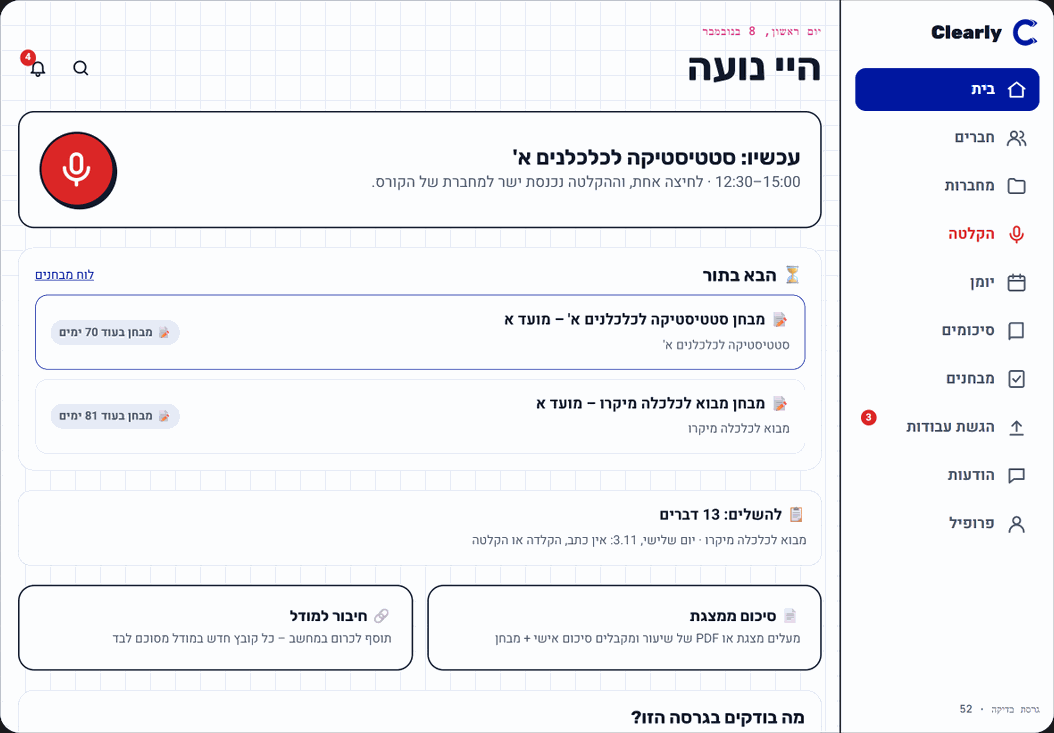 Clearly
בית
חברים
מחברות
הקלטה
יומן
סיכומים
מבחנים
הגשת עבודות 3
הודעות
פרופיל
גרסת בדיקה · 52
יום ראשון, 8 בנובמבר
היי נועה
4
עכשיו: סטטיסטיקה לכלכלנים א'
12:30–15:00 · לחיצה אחת, וההקלטה נכנסת ישר למחברת של הקורס.
הבא בתור
לוח מבחנים
מבחן סטטיסטיקה לכלכלנים א' – מועד א
סטטיסטיקה לכלכלנים א'
מבחן בעוד 70 ימים
מבחן מבוא לכלכלה מיקרו – מועד א
מבוא לכלכלה מיקרו
מבחן בעוד 81 ימים
להשלים: 13 דברים
מבוא לכלכלה מיקרו · יום שלישי, 3.11: אין כתב, הקלדה או הקלטה
סיכום ממצגת
מעלים מצגת או PDF של שיעור ומקבלים סיכום אישי + מבחן
חיבור למודל
תוסף לכרום במחשב – כל קובץ חדש במודל מסוכם לבד
מה בודקים בגרסה הזו?